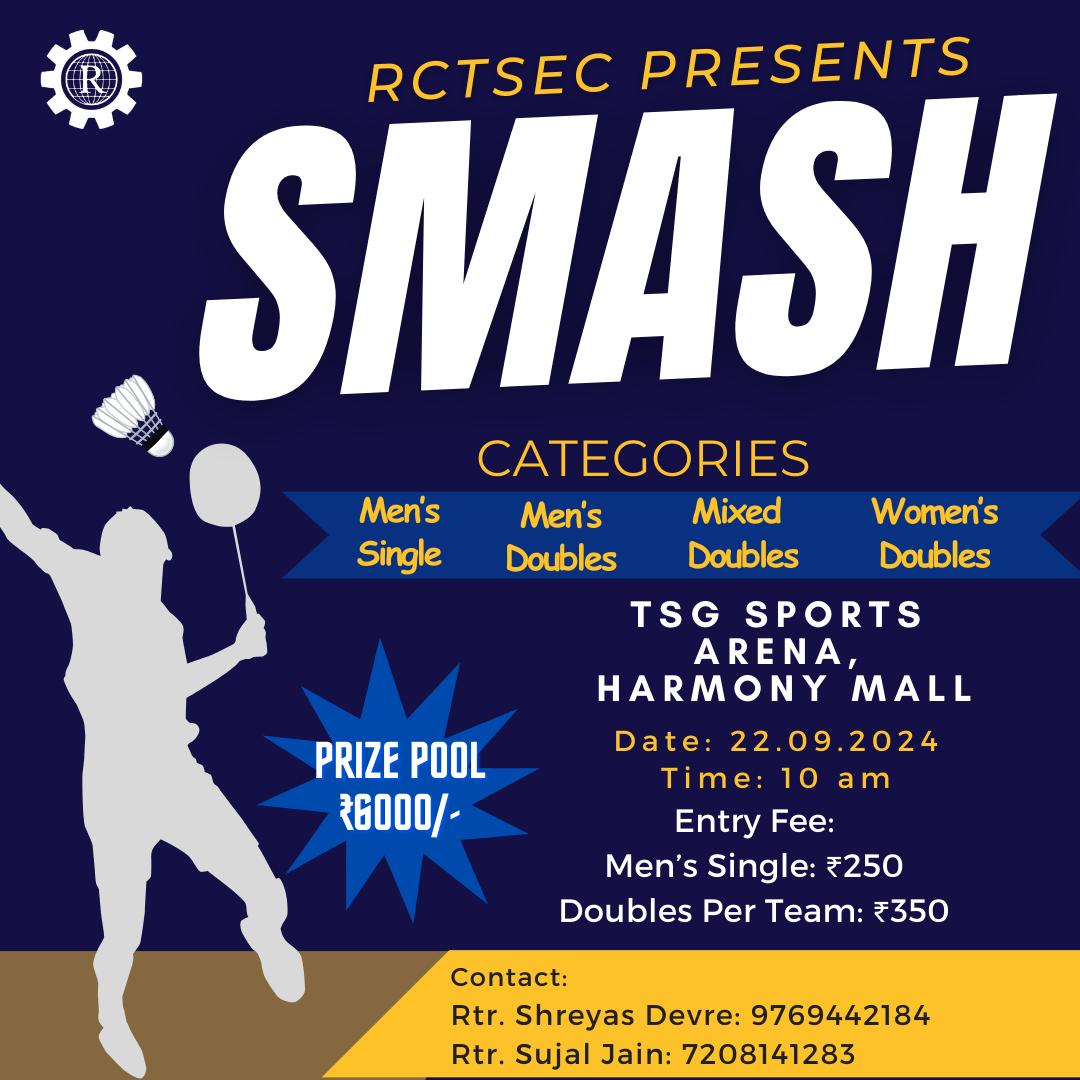 R
RCTSEC PRESENTS
SMASH
CATEGORIES
Men's Single
Men's Doubles
Mixed Doubles
Women's Doubles
TSG SPORTS
ARENA,
HARMONY MALL
Date: 22.09.2024
Time: 10 am
PRIZE POOL
₹6000/-
Entry Fee:
Men’s Single: ₹250
Doubles Per Team: ₹350
Contact:
Rtr. Shreyas Devre: 9769442184
Rtr. Sujal Jain: 7208141283